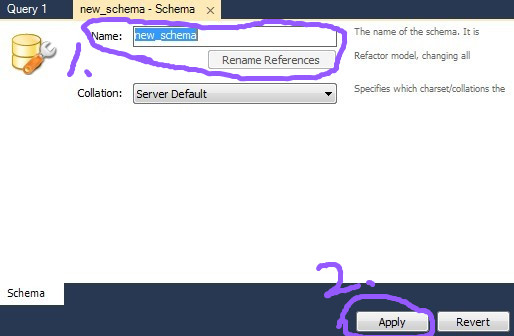 Query 1
new_schema - Schema ×
1.
Name: new_schema
The name of the schema. It is
Rename References
Refactor model, changing all
Collation: Server Default
Specifies which charset/collations the
2.
Schema
Apply Revert